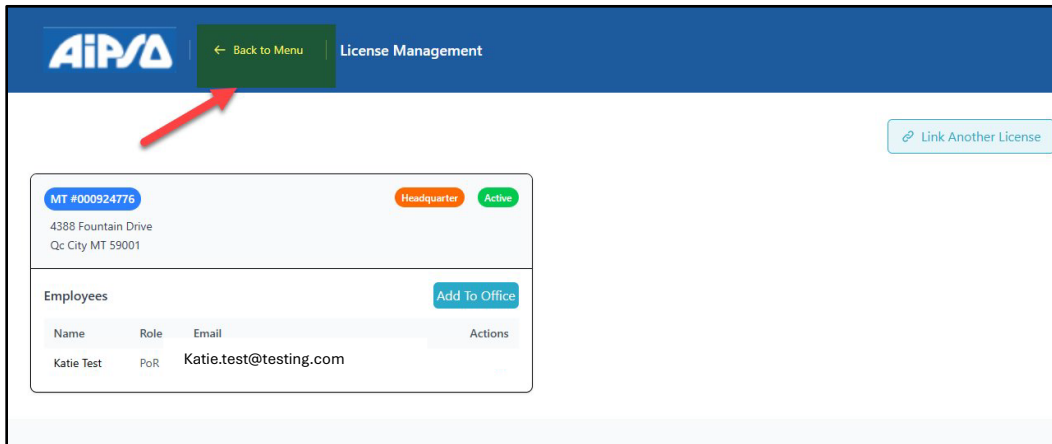 AiPSO
← Back to Menu
License Management
Link Another License
MT #000924776
Headquarter
Active
4388 Fountain Drive
Qc City MT 59001
Employees
Add To Office
Name Role Email Actions
Katie Test PoR Katie.test@testing.com